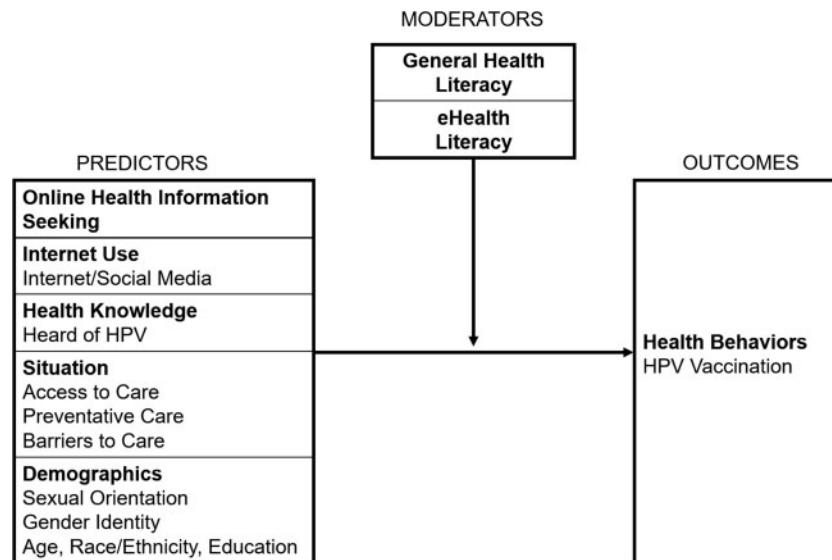 MODERATORS
General Health
Literacy
eHealth
Literacy
PREDICTORS
Online Health Information
Seeking
Internet Use
Internet/Social Media
Health Knowledge
Heard of HPV
Situation
Access to Care
Preventative Care
Barriers to Care
Demographics
Sexual Orientation
Gender Identity
Age, Race/Ethnicity, Education
OUTCOMES
Health Behaviors
HPV Vaccination